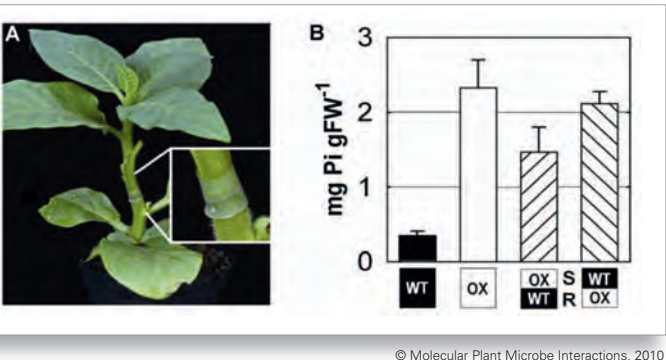 A
B
3
2
1
0
mg Pi gFW⁻¹
WT
OX
OX S WT
WT R OX
© Molecular Plant Microbe Interactions, 2010